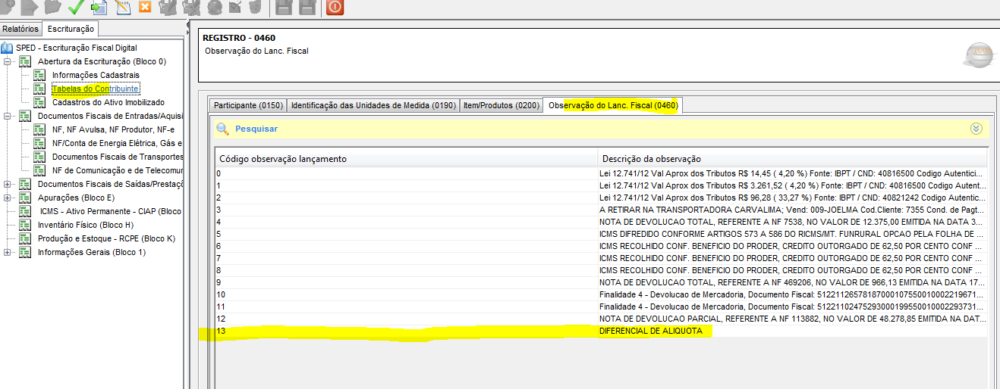 Relatórios Escrituração
SPED - Escrituração Fiscal Digital
Abertura da Escrituração (Bloco 0)
Informações Cadastrais
Tabelas do Contribuinte
Cadastros do Ativo Imobilizado
Documentos Fiscais de Entradas/Aquisi
NF, NF Avulsa, NF Produtor, NF-e
NF/Conta de Energia Elétrica, Gás e
Documentos Fiscais de Transportes
NF de Comunicação e de Telecomur
Documentos Fiscais de Saídas/Prestaçõ
Apurações (Bloco E)
ICMS - Ativo Permanente - CIAP (Bloco
Inventário Físico (Bloco H)
Produção e Estoque - RCPE (Bloco K)
Informações Gerais (Bloco 1)
REGISTRO - 0460
Observação do Lanc. Fiscal
Participante (0150) Identificação das Unidades de Medida (0190) Item/Produtos (0200) Observação do Lanc. Fiscal (0460)
Pesquisar
Código observação lançamento Descrição da observação
0 Lei 12.741/12 Val Aprox dos Tributos R$ 14,45 ( 4,20 %) Fonte: IBPT / CND: 40816500 Codigo Autentici...
1 Lei 12.741/12 Val Aprox dos Tributos R$ 3.261,52 ( 4,20 %) Fonte: IBPT / CND: 40816500 Codigo Autent...
2 Lei 12.741/12 Val Aprox dos Tributos R$ 96,28 ( 33,27 %) Fonte: IBPT / CND: 40821242 Codigo Autentic...
3 A RETIRAR NA TRANSPORTADORA CARVALIMA; Vend: 009-JOELMA Cod.Cliente: 7355 Cond. de Pagt...
4 NOTA DE DEVOLUCAO TOTAL, REFERENTE A NF 7538, NO VALOR DE 12.375,00 EMITIDA NA DATA 3...
5 ICMS DIFREDIDO CONFORME ARTIGOS 573 A 586 DO RICMS/MT. FUNRURAL OPCAO PELA FOLHA DE ...
6 ICMS RECOLHIDO CONF. BENEFICIO DO PRODER, CREDITO OUTORGADO DE 62,50 POR CENTO CONF ...
7 ICMS RECOLHIDO CONF. BENEFICIO DO PRODER, CREDITO OUTORGADO DE 62,50 POR CENTO CONF ...
8 ICMS RECOLHIDO CONF. BENEFICIO DO PRODER, CREDITO OUTORGADO DE 62,50 POR CENTO CONF ...
9 NOTA DE DEVOLUCAO TOTAL, REFERENTE A NF 469206, NO VALOR DE 966,13 EMITIDA NA DATA 17...
10 Finalidade 4 - Devolucao de Mercadoria, Documento Fiscal: 5122112657818700010755001000221967​1...
11 Finalidade 4 - Devolucao de Mercadoria, Documento Fiscal: 51221102475293000199550010002293731...
12 NOTA DE DEVOLUCAO PARCIAL, REFERENTE A NF 113882, NO VALOR DE 48.278,85 EMITIDA NA DAT...
13 DIFERENCIAL DE ALIQUOTA